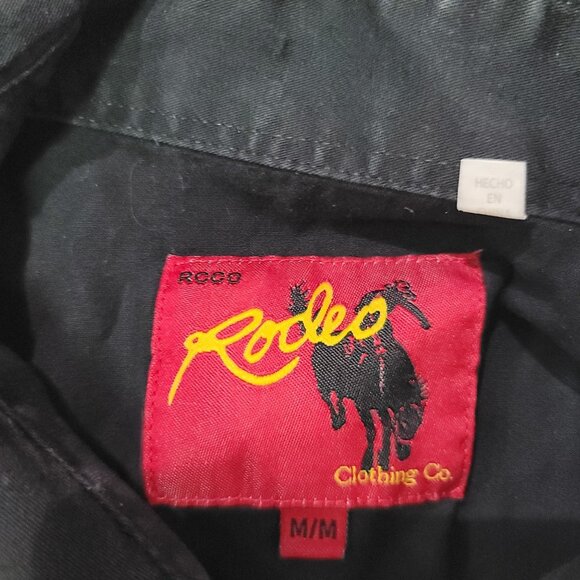 HECHO
EN
RCCO
Rodeo
Clothing Co.
M/M